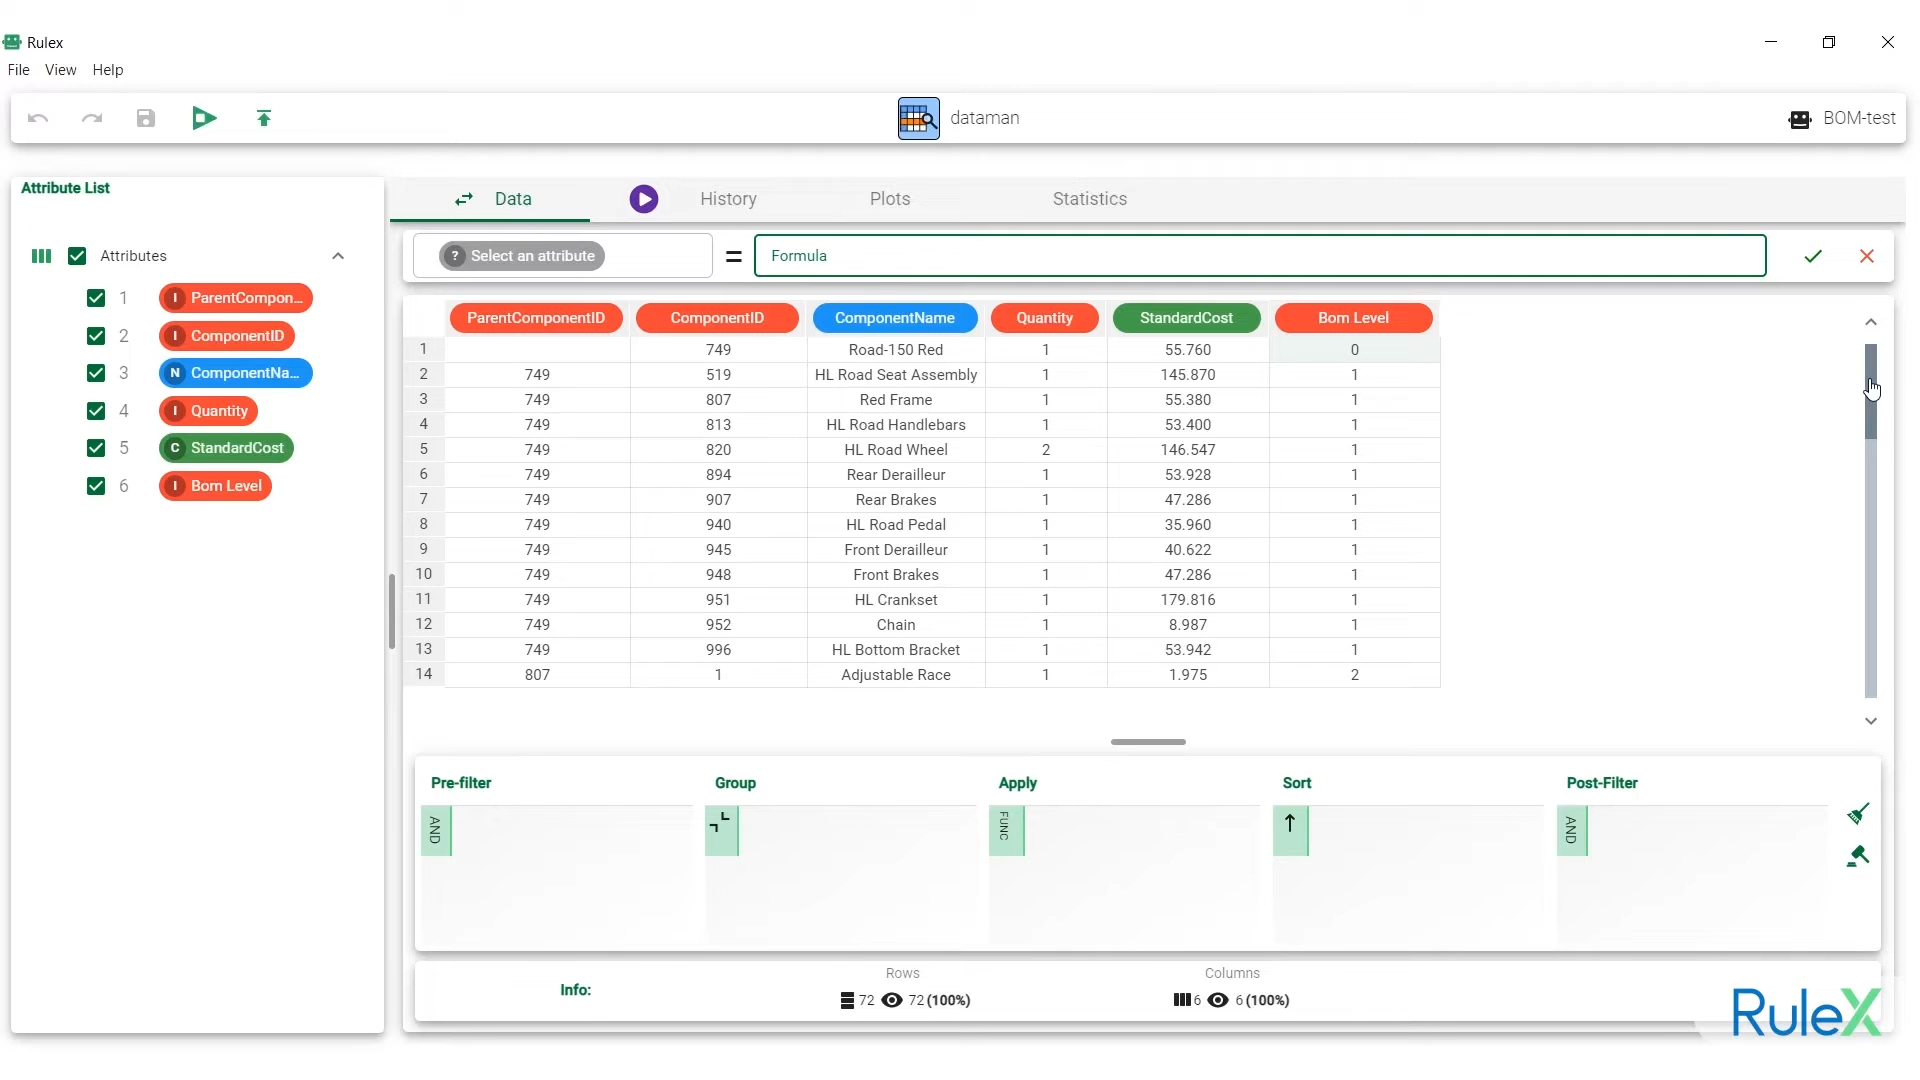 Rulex
File View Help
dataman
BOM-test
Attribute List
Data History Plots Statistics
Attributes
? Select an attribute = Formula
1 I ParentCompon...
2 I ComponentID
3 N ComponentNa...
4 I Quantity
5 C StandardCost
6 I Bom Level
ParentComponentID ComponentID ComponentName Quantity StandardCost Bom Level
1 749 Road-150 Red 1 55.760 0
2 749 519 HL Road Seat Assembly 1 145.870 1
3 749 807 Red Frame 1 55.380 1
4 749 813 HL Road Handlebars 1 53.400 1
5 749 820 HL Road Wheel 2 146.547 1
6 749 894 Rear Derailleur 1 53.928 1
7 749 907 Rear Brakes 1 47.286 1
8 749 940 HL Road Pedal 1 35.960 1
9 749 945 Front Derailleur 1 40.622 1
10 749 948 Front Brakes 1 47.286 1
11 749 951 HL Crankset 1 179.816 1
12 749 952 Chain 1 8.987 1
13 749 996 HL Bottom Bracket 1 53.942 1
14 807 1 Adjustable Race 1 1.975 2
Pre-filter Group Apply Sort Post-Filter
AND FUNC AND
Info:
Rows Columns
72 72 (100%) 6 6 (100%)
RuleX